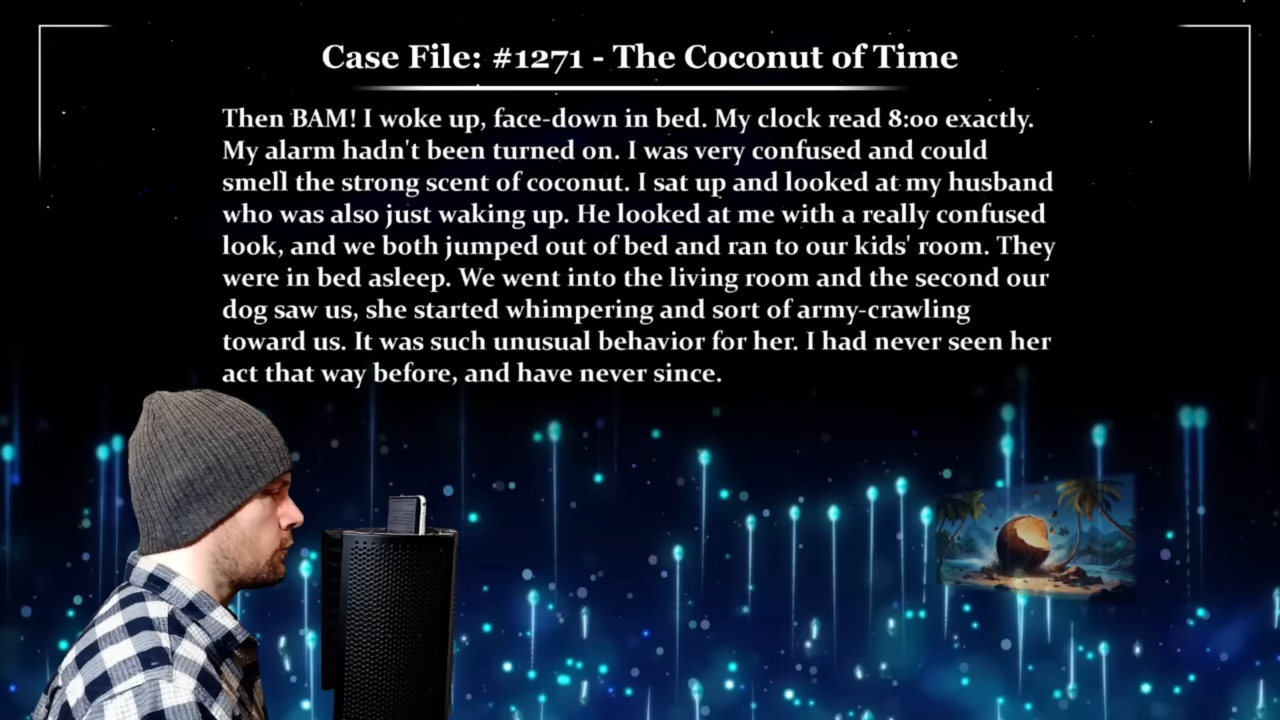 Case File: #1271 - The Coconut of Time
Then BAM! I woke up, face-down in bed. My clock read 8:00 exactly.
My alarm hadn't been turned on. I was very confused and could
smell the strong scent of coconut. I sat up and looked at my husband
who was also just waking up. He looked at me with a really confused
look, and we both jumped out of bed and ran to our kids' room. They
were in bed asleep. We went into the living room and the second our
dog saw us, she started whimpering and sort of army-crawling
toward us. It was such unusual behavior for her. I had never seen her
act that way before, and have never since.